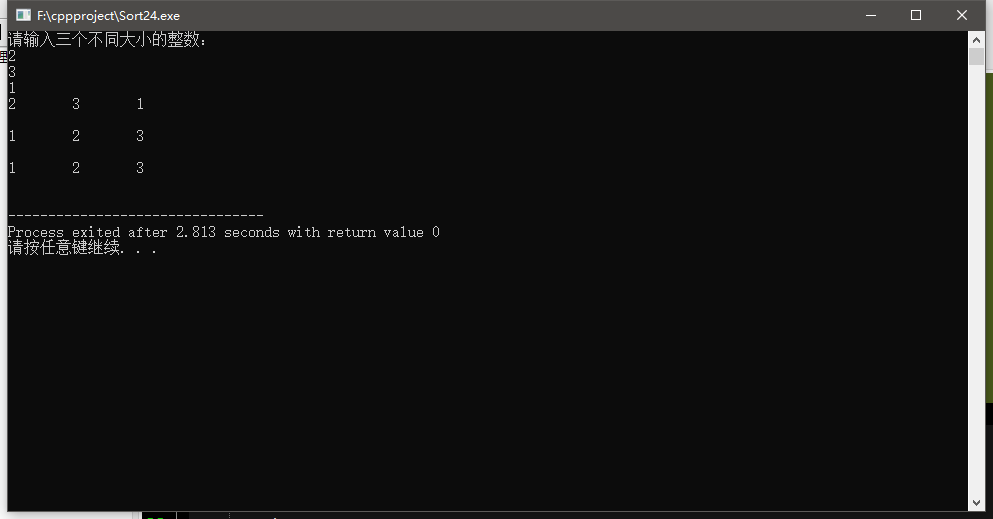 F:\cppproject\Sort24.exe
请输入三个不同大小的整数：
2
3
1
2 3 1
1 2 3
1 2 3
--------------------------------
Process exited after 2.813 seconds with return value 0
请按任意键继续. . .